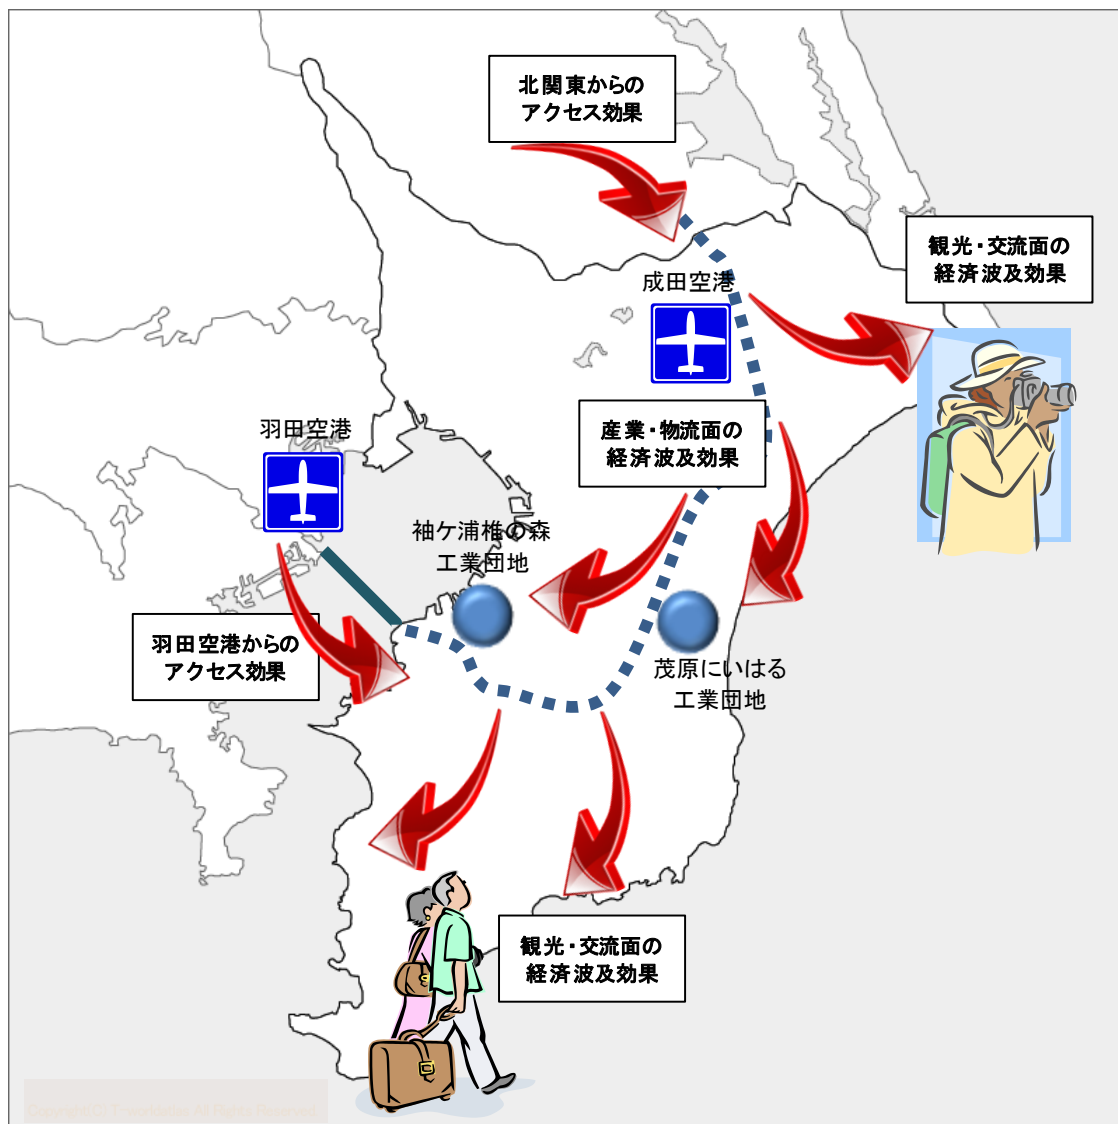 北関東からの
アクセス効果
観光・交流面の
経済波及効果
成田空港
産業・物流面の
経済波及効果
羽田空港
袖ケ浦椎の森
工業団地
羽田空港からの
アクセス効果
茂原にいはる
工業団地
観光・交流面の
経済波及効果
All Rights Reserved.